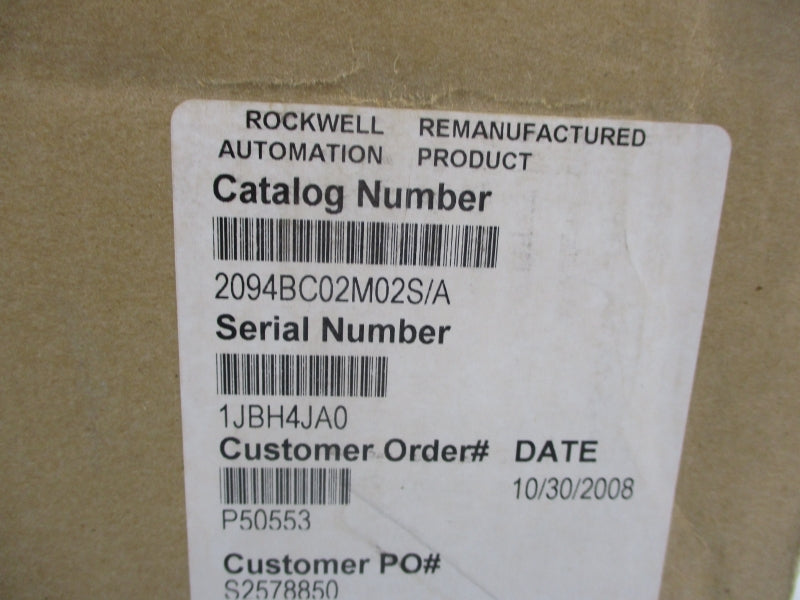 ROCKWELL REMANUFACTURED
AUTOMATION PRODUCT
Catalog Number
2094BC02M02S/A
Serial Number
1JBH4JA0
Customer Order# DATE
10/30/2008
P50553
Customer PO#
S2578850